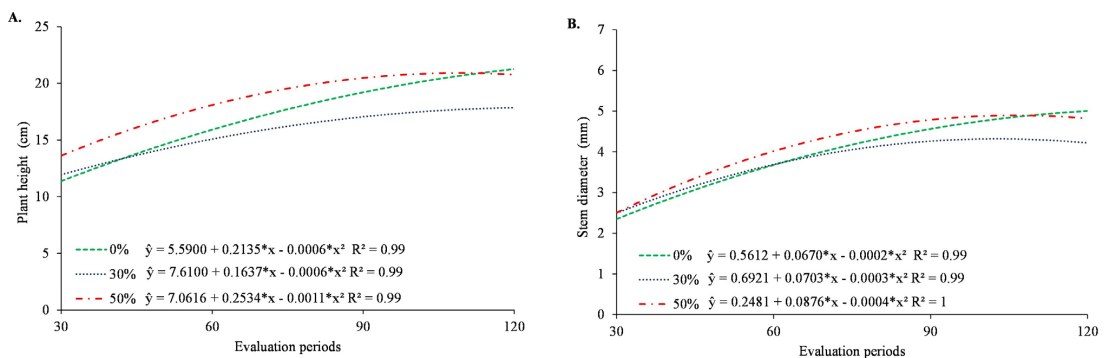 A.
Plant height (cm)
25
20
15
10
5
0
0% ŷ = 5.5900 + 0.2135*x - 0.0006*x² R² = 0.99
30% ŷ = 7.6100 + 0.1637*x - 0.0006*x² R² = 0.99
50% ŷ = 7.0616 + 0.2534*x - 0.0011*x² R² = 0.99
30 60 90 120
Evaluation periods
B.
Stem diameter (mm)
7
6
5
4
3
2
1
0
0% ŷ = 0.5612 + 0.0670*x - 0.0002*x² R² = 0.99
30% ŷ = 0.6921 + 0.0703*x - 0.0003*x² R² = 0.99
50% ŷ = 0.2481 + 0.0876*x - 0.0004*x² R² = 1
30 60 90 120
Evaluation periods